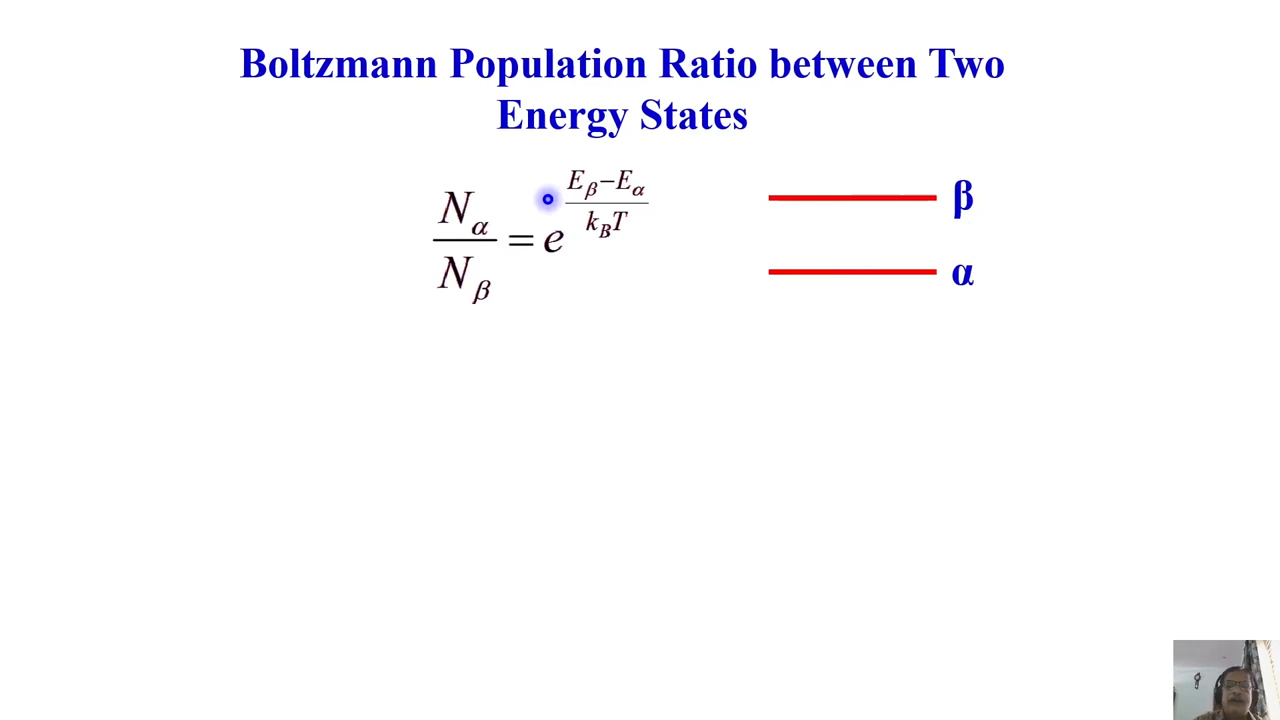 Boltzmann Population Ratio between Two
Energy States
N_α / N_β = e^((E_β−E_α) / (k_B T))
β
α